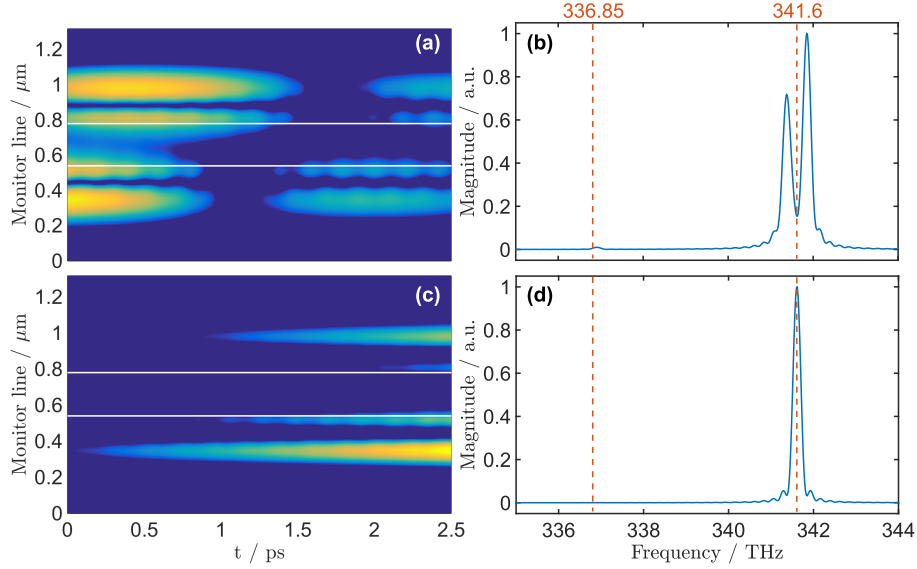 336.85 341.6
(a)
Monitor line / μm
1.2
1
0.8
0.6
0.4
0.2
0
(b)
Magnitude / a.u.
1
0.8
0.6
0.4
0.2
0
(c)
Monitor line / μm
1.2
1
0.8
0.6
0.4
0.2
0
0 0.5 1 1.5 2 2.5
t / ps
(d)
Magnitude / a.u.
1
0.8
0.6
0.4
0.2
0
336 338 340 342 344
Frequency / THz